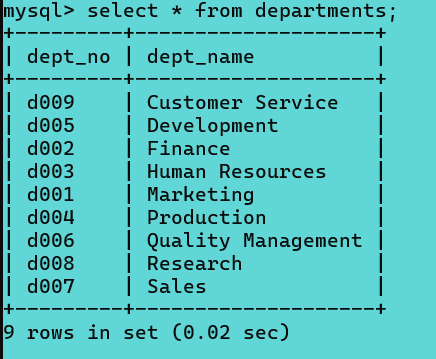 mysql> select * from departments;
+---------+--------------------+
| dept_no | dept_name          |
+---------+--------------------+
| d009    | Customer Service   |
| d005    | Development        |
| d002    | Finance            |
| d003    | Human Resources    |
| d001    | Marketing          |
| d004    | Production         |
| d006    | Quality Management |
| d008    | Research           |
| d007    | Sales              |
+---------+--------------------+
9 rows in set (0.02 sec)